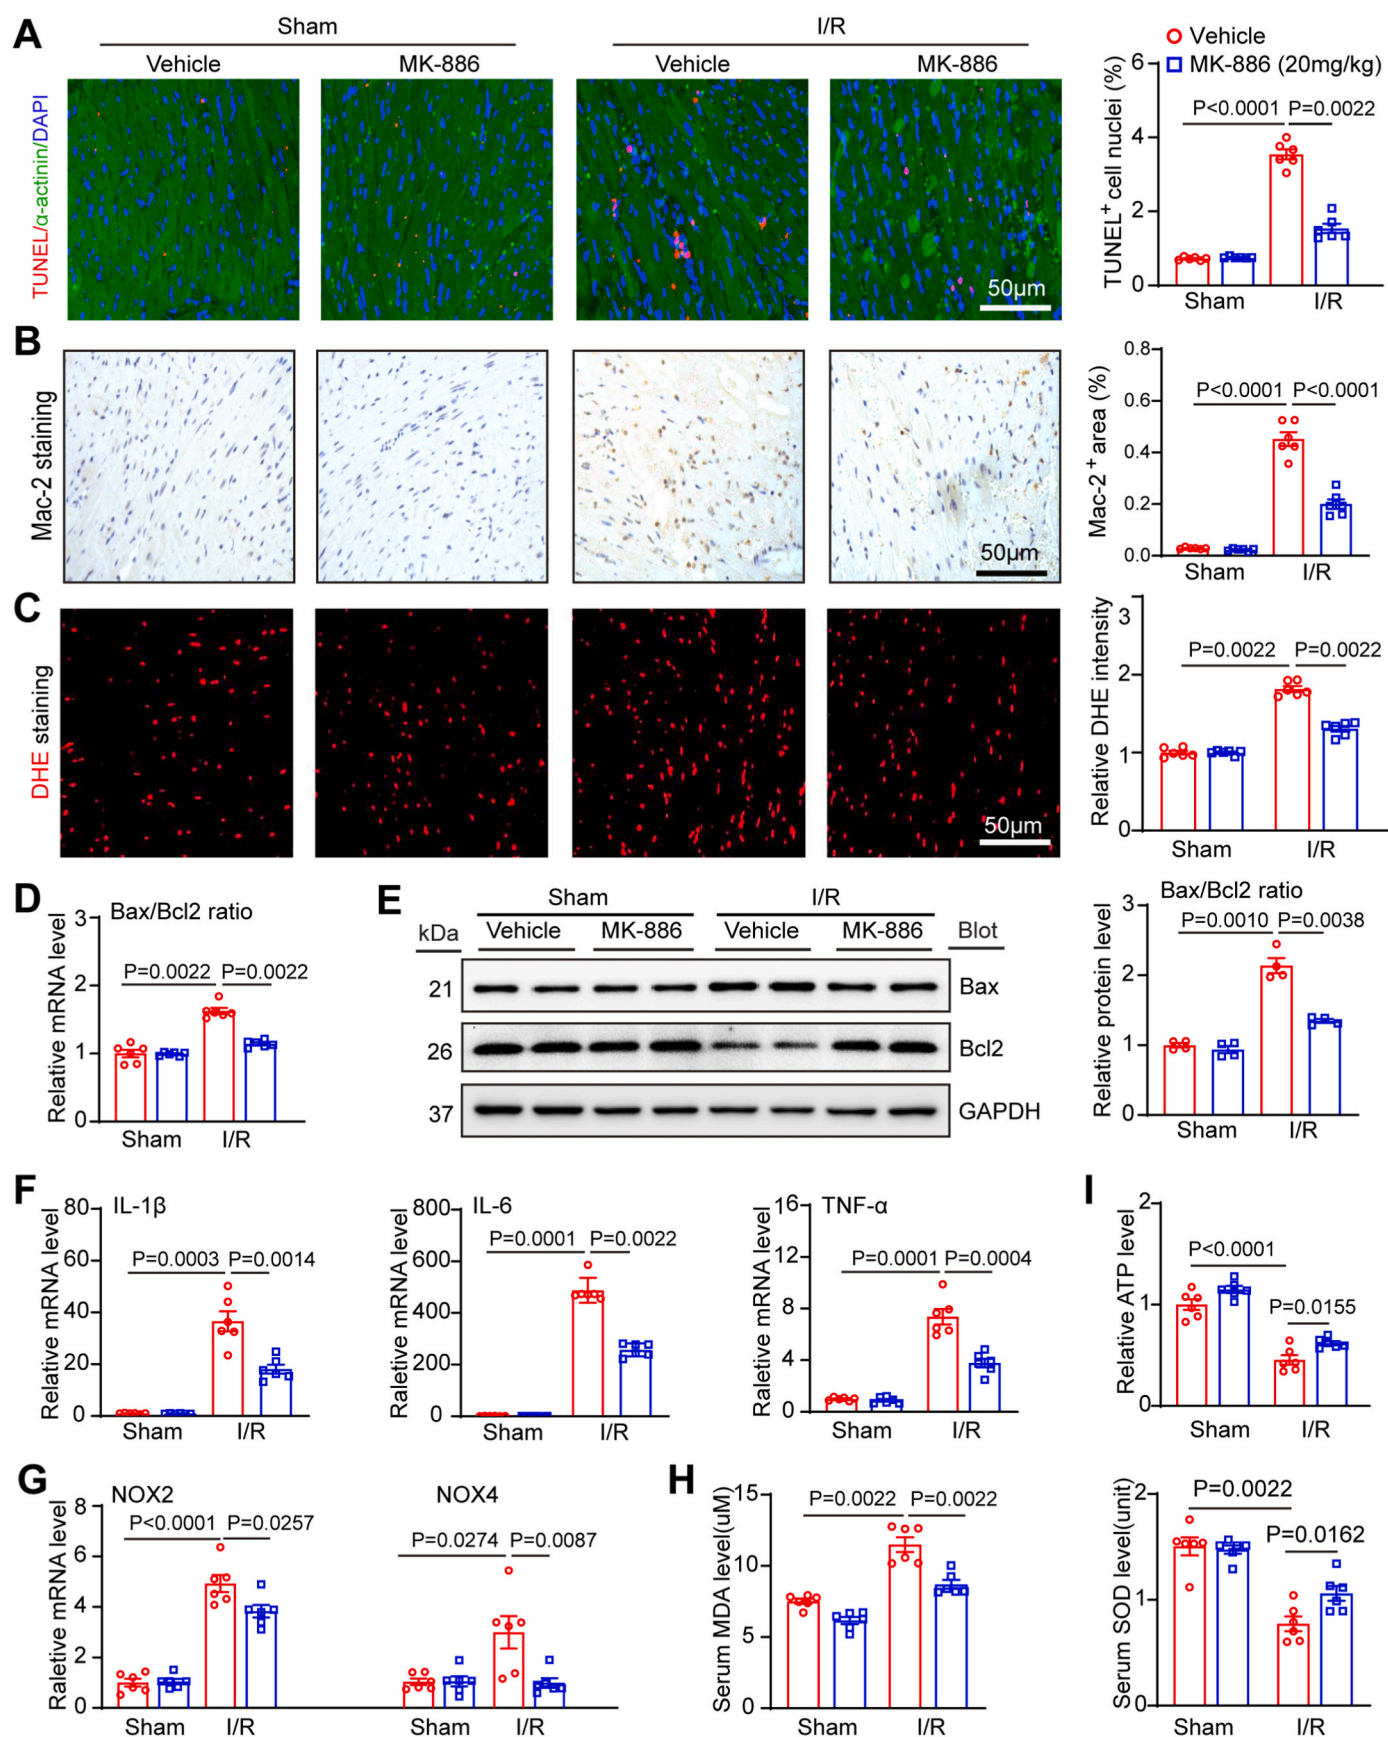 A
Sham
I/R
Vehicle
MK-886
Vehicle
MK-886
TUNEL/α-actinin/DAPI
50μm
Vehicle
MK-886 (20mg/kg)
TUNEL+ cell nuclei (%)
6
4
2
0
P<0.0001
P=0.0022
Sham
I/R
B
Mac-2 staining
50μm
Mac-2 + area (%)
0.8
0.6
0.4
0.2
0.0
P<0.0001
P<0.0001
Sham
I/R
C
DHE staining
50μm
Relative DHE intensity
3
2
1
0
P=0.0022
P=0.0022
Sham
I/R
D
Bax/Bcl2 ratio
Relative mRNA level
3
2
1
0
P=0.0022
P=0.0022
Sham
I/R
E
Sham
I/R
kDa
Vehicle
MK-886
Vehicle
MK-886
Blot
21
Bax
26
Bcl2
37
GAPDH
Bax/Bcl2 ratio
Relative protein level
3
2
1
0
P=0.0010
P=0.0038
Sham
I/R
F
IL-1β
Raletive mRNA level
80
60
40
20
0
P=0.0003
P=0.0014
Sham
I/R
IL-6
Raletive mRNA level
800
600
400
200
0
P=0.0001
P=0.0022
Sham
I/R
TNF-α
Raletive mRNA level
16
12
8
4
0
P=0.0001
P=0.0004
Sham
I/R
I
Relative ATP level
2
1
0
P<0.0001
P=0.0155
Sham
I/R
G
NOX2
NOX4
Raletive mRNA level
8
6
4
2
0
P<0.0001
P=0.0257
P=0.0274
P=0.0087
Sham
I/R
Sham
I/R
H
Serum MDA level(uM)
15
10
5
0
P=0.0022
P=0.0022
Sham
I/R
Serum SOD level(unit)
2
1
0
P=0.0022
P=0.0162
Sham
I/R